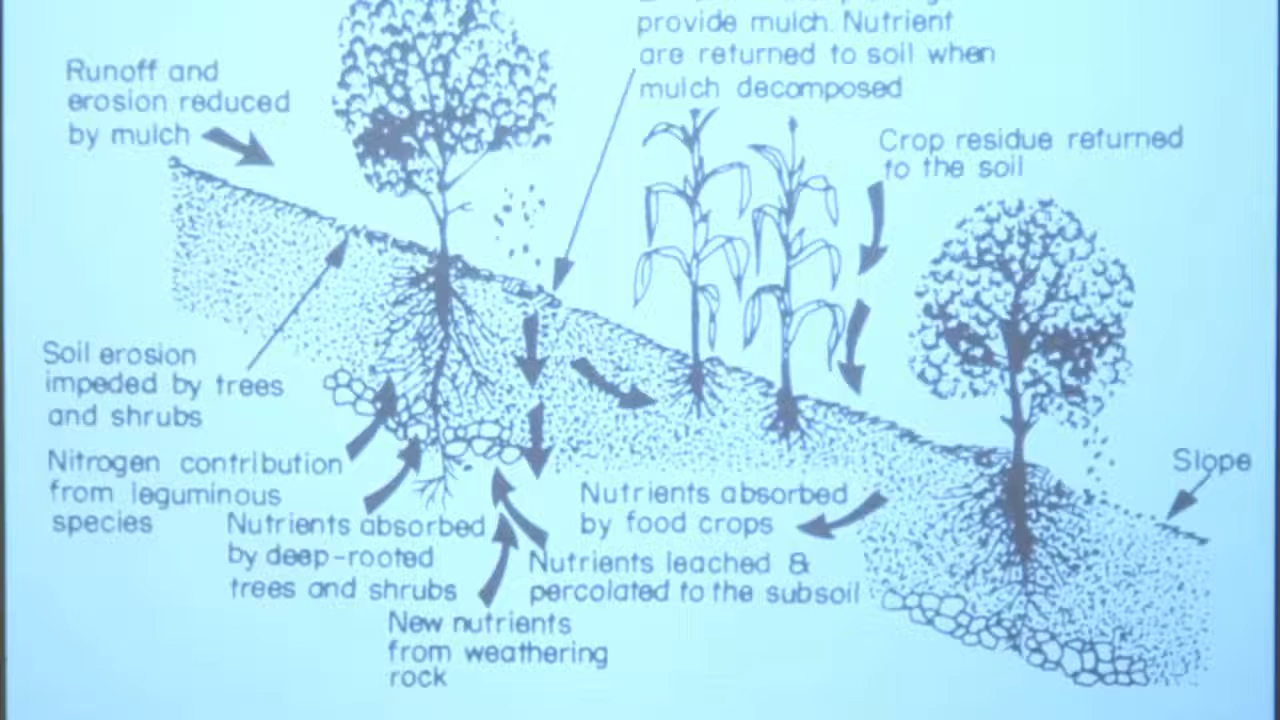 provide mulch. Nutrient
are returned to soil when
mulch decomposed
Runoff and
erosion reduced
by mulch
Crop residue returned
to the soil
Soil erosion
impeded by trees
and shrubs
Nitrogen contribution
from leguminous
species
Slope
Nutrients absorbed
by food crops
Nutrients absorbed
by deep-rooted
trees and shrubs
Nutrients leached &
percolated to the subsoil
New nutrients
from weathering
rock